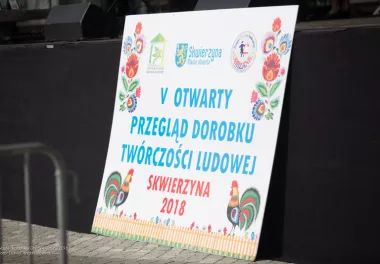 Skwierzyna
V OTWARTY
PRZEGLĄD DOROBKU
TWÓRCZOŚCI LUDOWEJ
SKWIERZYNA
2018